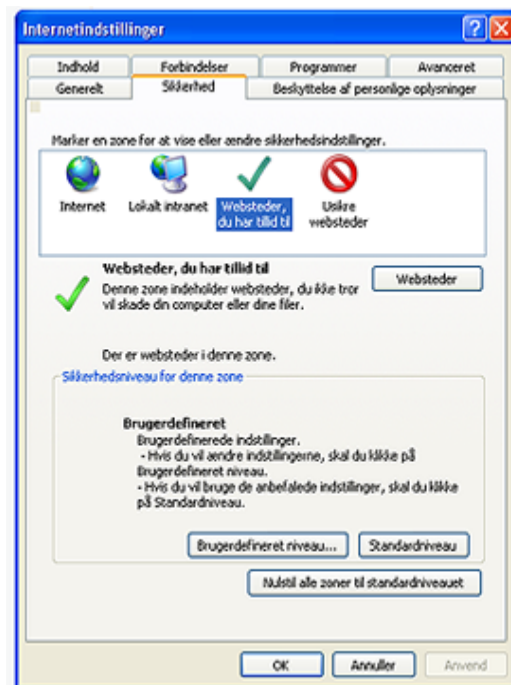 Internetindstillinger
Indhold
Forbindelser
Programmer
Avanceret
Generelt
Sikkerhed
Beskyttelse af personlige oplysninger
Marker en zone for at vise eller ændre sikkerhedsindstillinger.
Internet
Lokalt intranet
Websteder,
du har tillid til
Usikre
websteder
Websteder, du har tillid til
Denne zone indeholder websteder, du ikke tror
vil skade din computer eller dine filer.
Websteder
Der er websteder i denne zone.
Sikkerhedsniveau for denne zone
Brugerdefineret
Brugerdefinerede indstillinger.
- Hvis du vil ændre indstillingerne, skal du klikke på
Brugerdefineret niveau.
- Hvis du vil bruge de anbefalede indstillinger, skal du klikke
på Standardniveau.
Brugerdefineret niveau...
Standardniveau
Nulstil alle zoner til standardniveauet
OK
Annuller
Anvend